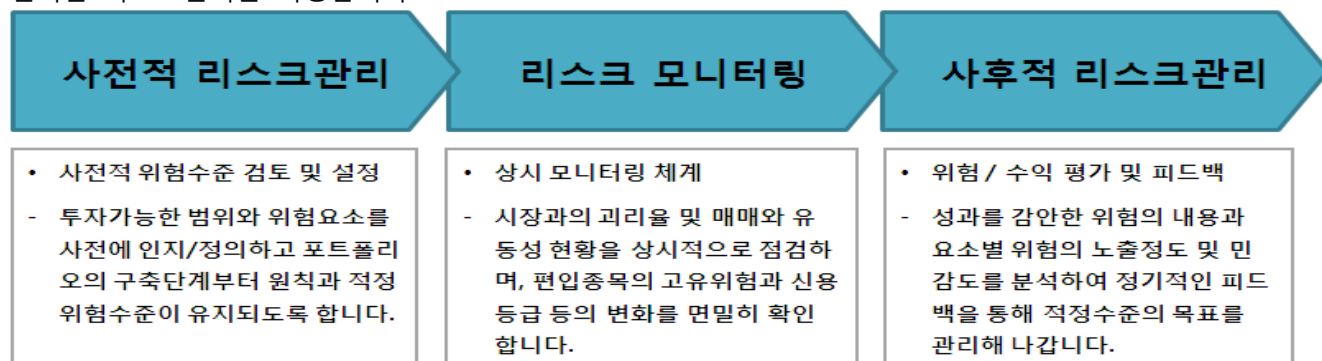 사전적 리스크관리
리스크 모니터링
사후적 리스크관리
• 사전적 위험수준 검토 및 설정
- 투자가능한 범위와 위험요소를
사전에 인지/정의하고 포트폴리
오의 구축단계부터 원칙과 적정
위험수준이 유지되도록 합니다.
• 상시 모니터링 체계
- 시장과의 괴리율 및 매매와 유
동성 현황을 상시적으로 점검하
며, 편입종목의 고유위험과 신용
등급 등의 변화를 면밀히 확인
합니다.
• 위험 / 수익 평가 및 피드백
- 성과를 감안한 위험의 내용과
요소별 위험의 노출정도 및 민
감도를 분석하여 정기적인 피드
백을 통해 적정수준의 목표를
관리해 나갑니다.